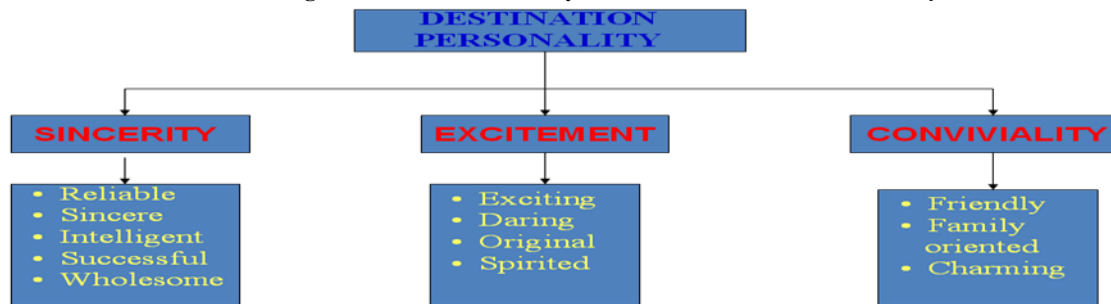 DESTINATION
PERSONALITY
SINCERITY
EXCITEMENT
CONVIVIALITY
• Reliable
• Sincere
• Intelligent
• Successful
• Wholesome
• Exciting
• Daring
• Original
• Spirited
• Friendly
• Family
oriented
• Charming